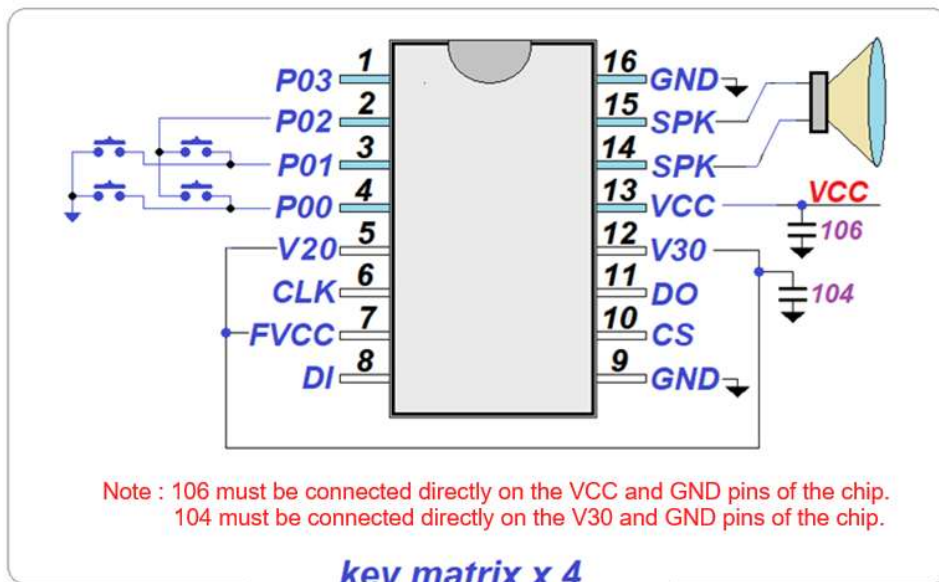 1
P03
2
P02
3
P01
4
P00
5
V20
6
CLK
7
FVCC
8
DI
16
GND
15
SPK
14
SPK
13
VCC
VCC
106
12
V30
11
DO
104
10
CS
9
GND
Note : 106 must be connected directly on the VCC and GND pins of the chip.
104 must be connected directly on the V30 and GND pins of the chip.
key matrix x 4